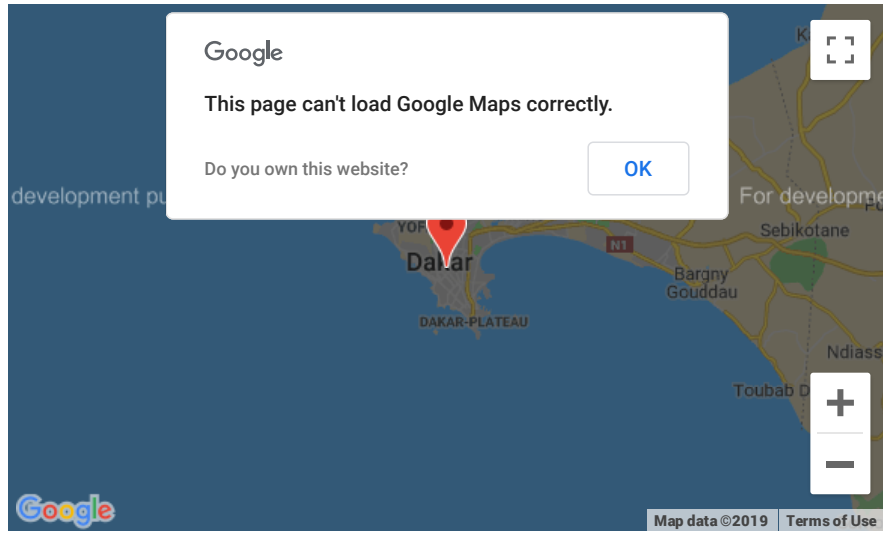 Google
This page can't load Google Maps correctly.
Do you own this website?
OK
development pu
For developme
YOF
Sebikotane
N1
Dakar
Bargny
Gouddau
DAKAR-PLATEAU
Ndiass
Toubab D
Google
Map data ©2019
Terms of Use